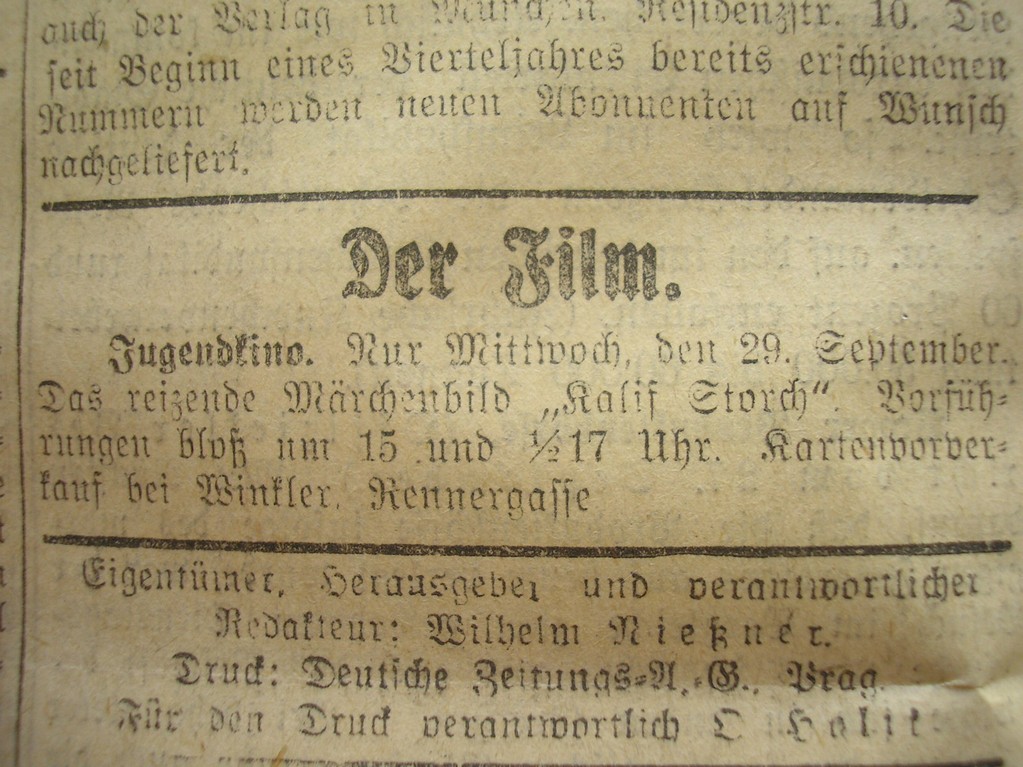 auch der Verlag in München, Residenzstr. 10. Die
seit Beginn eines Vierteljahres bereits erschienenen
Nummern werden neuen Abonnenten auf Wunsch
nachgeliefert.
Der Film.
Jugendkino. Nur Mittwoch, den 29. September.
Das reizende Märchenbild „Kalif Storch“. Vorfüh-
rungen bloß um 15 und ½17 Uhr. Kartenvorver-
kauf bei Winkler, Rennergasse
Eigentümer, Herausgeber und verantwortlicher
Redakteur: Wilhelm Nießner.
Druck: Deutsche Zeitungs-A.-G., Prag.
Für den Druck verantwortlich O Halik